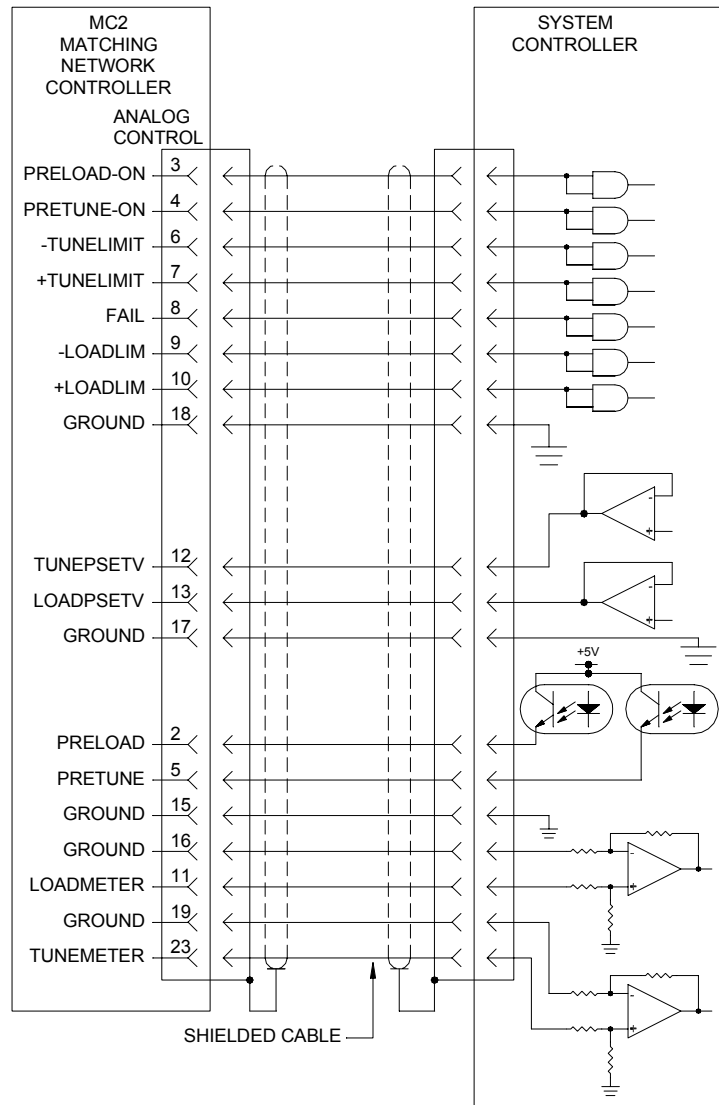 MC2
MATCHING
NETWORK
CONTROLLER
SYSTEM
CONTROLLER
ANALOG
CONTROL
PRELOAD-ON 3
PRETUNE-ON 4
-TUNELIMIT 6
+TUNELIMIT 7
FAIL 8
-LOADLIM 9
+LOADLIM 10
GROUND 18
-
+
TUNEPSETV 12
-
+
LOADPSETV 13
GROUND 17
+5V
PRELOAD 2
PRETUNE 5
GROUND 15
GROUND 16
-
LOADMETER 11
+
GROUND 19
TUNEMETER 23
-
+
SHIELDED CABLE